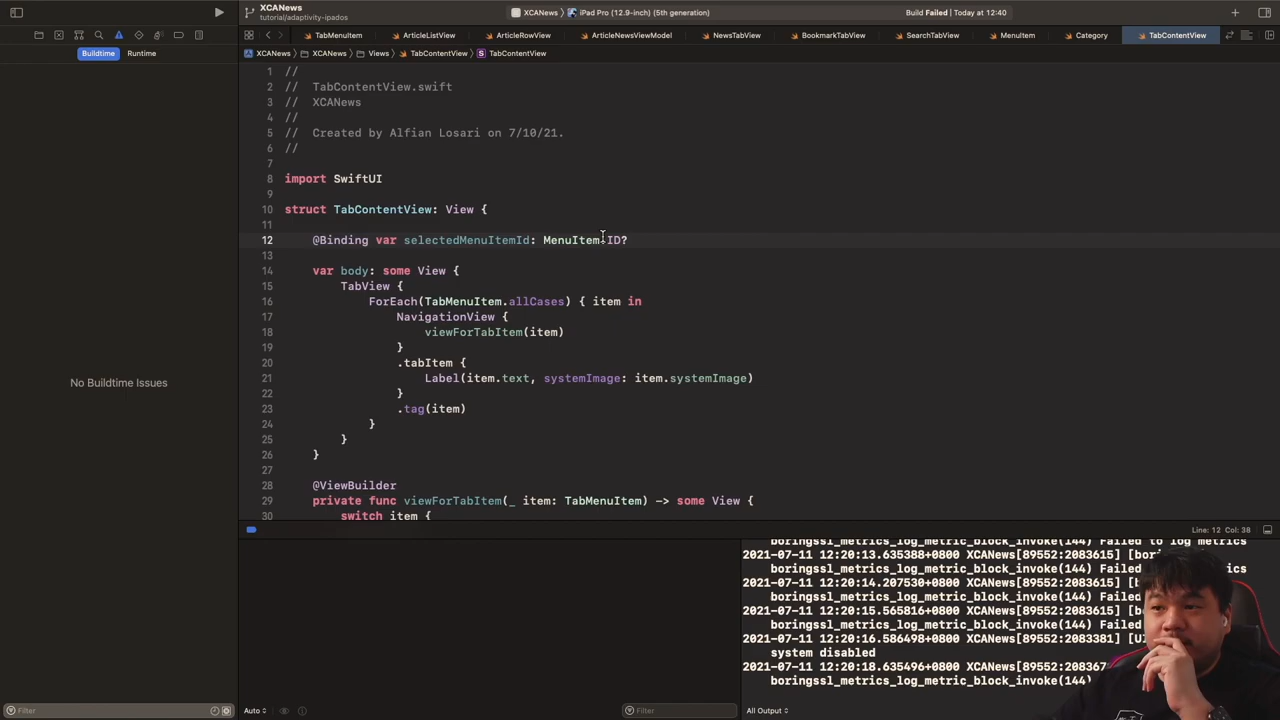 XCANews
tutorial/adaptivity-ipados
XCANews
iPad Pro (12.9-inch) (5th generation)
Build Failed | Today at 12:40
TabMenuItem
ArticleListView
ArticleRowView
ArticleNewsViewModel
NewsTabView
BookmarkTabView
SearchTabView
MenuItem
Category
TabContentView
Buildtime
Runtime
XCANews
XCANews
Views
TabContentView
TabContentView
1 //
2 //  TabContentView.swift
3 //  XCANews
4 //
5 //  Created by Alfian Losari on 7/10/21.
6 //
7
8 import SwiftUI
9
10 struct TabContentView: View {
11
12     @Binding var selectedMenuItemId: MenuItem.ID?
13
14     var body: some View {
15         TabView {
16             ForEach(TabMenuItem.allCases) { item in
17                 NavigationView {
18                     viewForTabItem(item)
19                 }
20                 .tabItem {
21                     Label(item.text, systemImage: item.systemImage)
22                 }
23                 .tag(item)
24             }
25         }
26     }
27
28     @ViewBuilder
29     private func viewForTabItem(_ item: TabMenuItem) -> some View {
30         switch item {
No Buildtime Issues
Line: 12 Col: 38
boringssl_metrics_log_metric_block_invoke(144) Failed to log metrics
2021-07-11 12:20:13.635388+0800 XCANews[89552:2083615] [bo
boringssl_metrics_log_metric_block_invoke(144) Failed
2021-07-11 12:20:14.207530+0800 XCANews[89552:2083615] [b
boringssl_metrics_log_metric_block_invoke(144) Failed
2021-07-11 12:20:15.565816+0800 XCANews[89552:2083615] [b
boringssl_metrics_log_metric_block_invoke(144) Faile
2021-07-11 12:20:16.586498+0800 XCANews[89552:2083381] [U
system disabled
2021-07-11 12:20:18.635496+0800 XCANews[89552:208367
boringssl_metrics_log_metric_block_invoke(144)
Filter
Auto
Filter
All Output